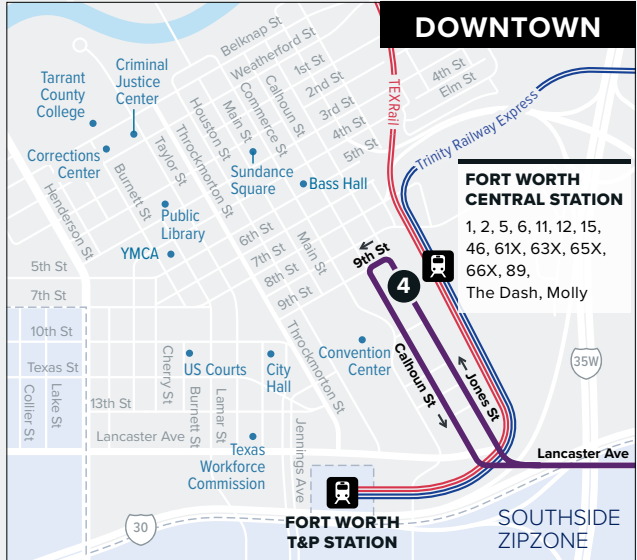 DOWNTOWN
Belknap St
Weatherford St
1st St
2nd St
3rd St
4th St
5th St
4th St
Elm St
TEXRail
Trinity Railway Express
Criminal
Justice
Center
Tarrant
County
College
Corrections
Center
Houston St
Main St
Commerce St
Calhoun St
Throckmorton St
Taylor St
Burnett St
Henderson St
Sundance
Square
Bass Hall
Public
Library
YMCA
FORT WORTH
CENTRAL STATION
1, 2, 5, 6, 11, 12, 15,
46, 61X, 63X, 65X,
66X, 89,
The Dash, Molly
6th St
7th St
8th St
9th St
Main St
9th St
4
5th St
7th St
10th St
Texas St
13th St
Lancaster Ave
Collier St
Lake St
Cherry St
Burnett St
Lamar St
US Courts
City
Hall
Throckmorton St
Convention
Center
Calhoun St
Jones St
35W
Lancaster Ave
Texas
Workforce
Commission
Jennings Ave
30
FORT WORTH
T&P STATION
SOUTHSIDE
ZIPZONE